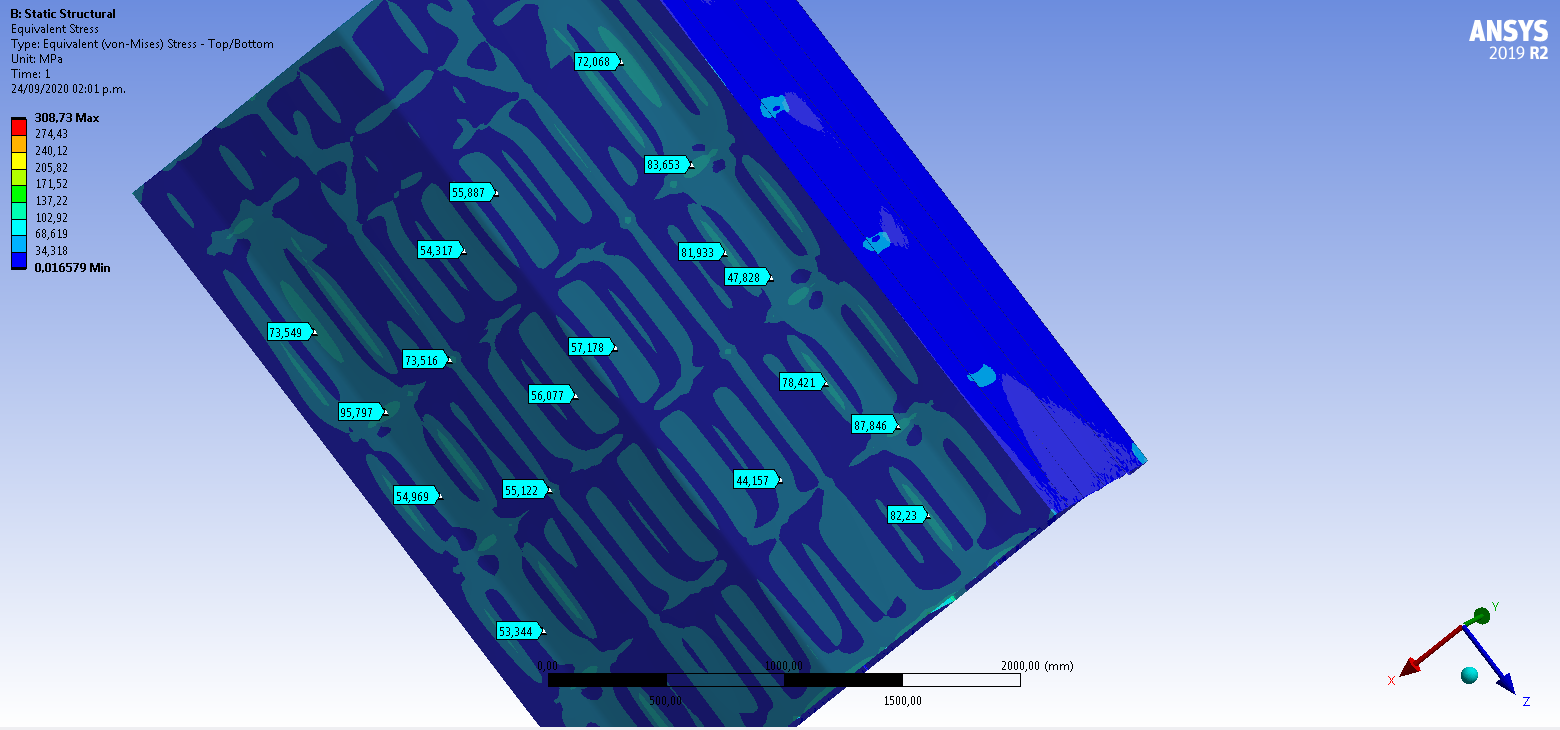 B: Static Structural
Equivalent Stress
Type: Equivalent (von-Mises) Stress - Top/Bottom
Unit: MPa
Time: 1
24/09/2020 02:01 p.m.
ANSYS
2019 R2
308,73 Max
274,43
240,12
205,82
171,52
137,22
102,92
68,619
34,318
0,016579 Min
72,068
83,653
55,887
54,317
81,933
47,828
73,549
57,178
73,516
78,421
56,077
95,797
87,846
44,157
55,122
54,969
82,23
53,344
0,00 1000,00 2000,00 (mm)
500,00 1500,00
Y
X
Z